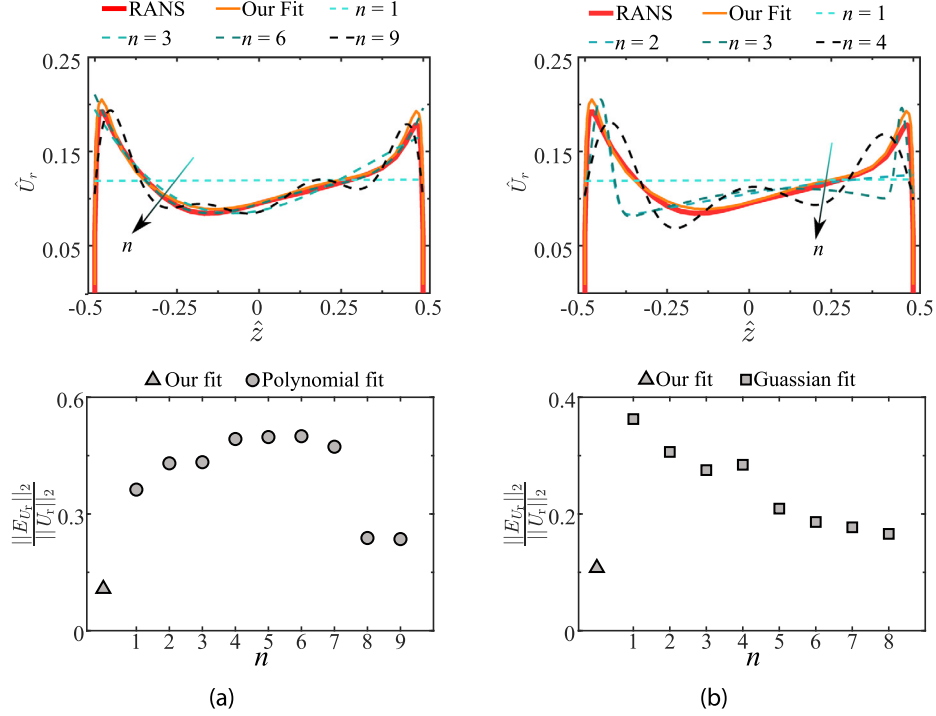 RANS Our Fit n = 1
n = 3 n = 6 n = 9
0.25
0.15
0.05
Û_r
n
-0.5 -0.25 0 0.25 0.5
ẑ
RANS Our Fit n = 1
n = 2 n = 3 n = 4
0.25
0.15
0.05
Û_r
n
-0.5 -0.25 0 0.25 0.5
ẑ
Our fit Polynomial fit
0.6
0.3
0
||E_{U_r}||_2
||U_r||_2
1 2 3 4 5 6 7 8 9
n
(a)
Our fit Guassian fit
0.4
0.2
0
||E_{U_r}||_2
||U_r||_2
1 2 3 4 5 6 7 8
n
(b)